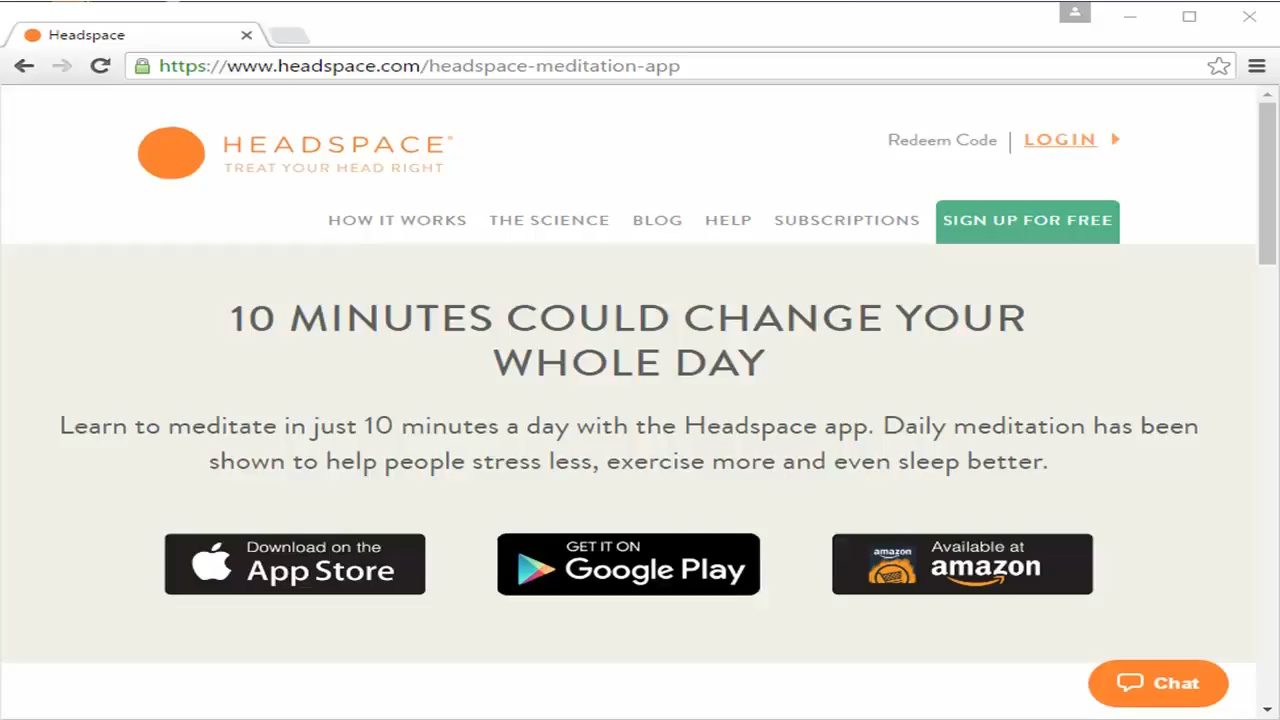 Headspace
https://www.headspace.com/headspace-meditation-app
HEADSPACE
TREAT YOUR HEAD RIGHT
Redeem Code | LOGIN
HOW IT WORKS THE SCIENCE BLOG HELP SUBSCRIPTIONS SIGN UP FOR FREE
10 MINUTES COULD CHANGE YOUR
WHOLE DAY
Learn to meditate in just 10 minutes a day with the Headspace app. Daily meditation has been
shown to help people stress less, exercise more and even sleep better.
Download on the
App Store
GET IT ON
Google Play
amazon
Available at
amazon
Chat